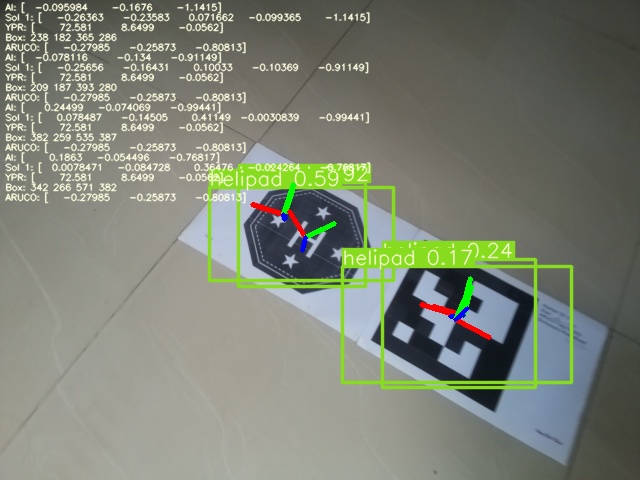 AI: [ -0.095984 -0.1676 -1.1415]
Sol 1: [ -0.26363 -0.23583 0.071662 -0.099365 -1.1415]
YPR: [ 72.581 8.6499 -0.0562]
Box: 238 182 365 286
ARUCO: [ -0.27985 -0.25873 -0.80813]
AI: [ -0.078116 -0.134 -0.91149]
Sol 1: [ -0.25656 -0.16431 0.10033 -0.10369 -0.91149]
YPR: [ 72.581 8.6499 -0.0562]
Box: 209 187 393 280
ARUCO: [ -0.27985 -0.25873 -0.80813]
AI: [ 0.24499 -0.074069 -0.99441]
Sol 1: [ 0.078487 -0.14505 0.41149 -0.0030839 -0.99441]
YPR: [ 72.581 8.6499 -0.0562]
Box: 382 259 535 387
ARUCO: [ -0.27985 -0.25873 -0.80813]
AI: [ 0.1863 -0.054496 -0.76817]
Sol 1: [ 0.0078471 -0.084728 0.36476 -0.024264 -0.76817]
YPR: [ 72.581 8.6499 -0.0562]
Box: 342 266 571 382
ARUCO: [ -0.27985 -0.25873 -0.80813]
helipad 0.59
92
H
helipad 0.17
0.24